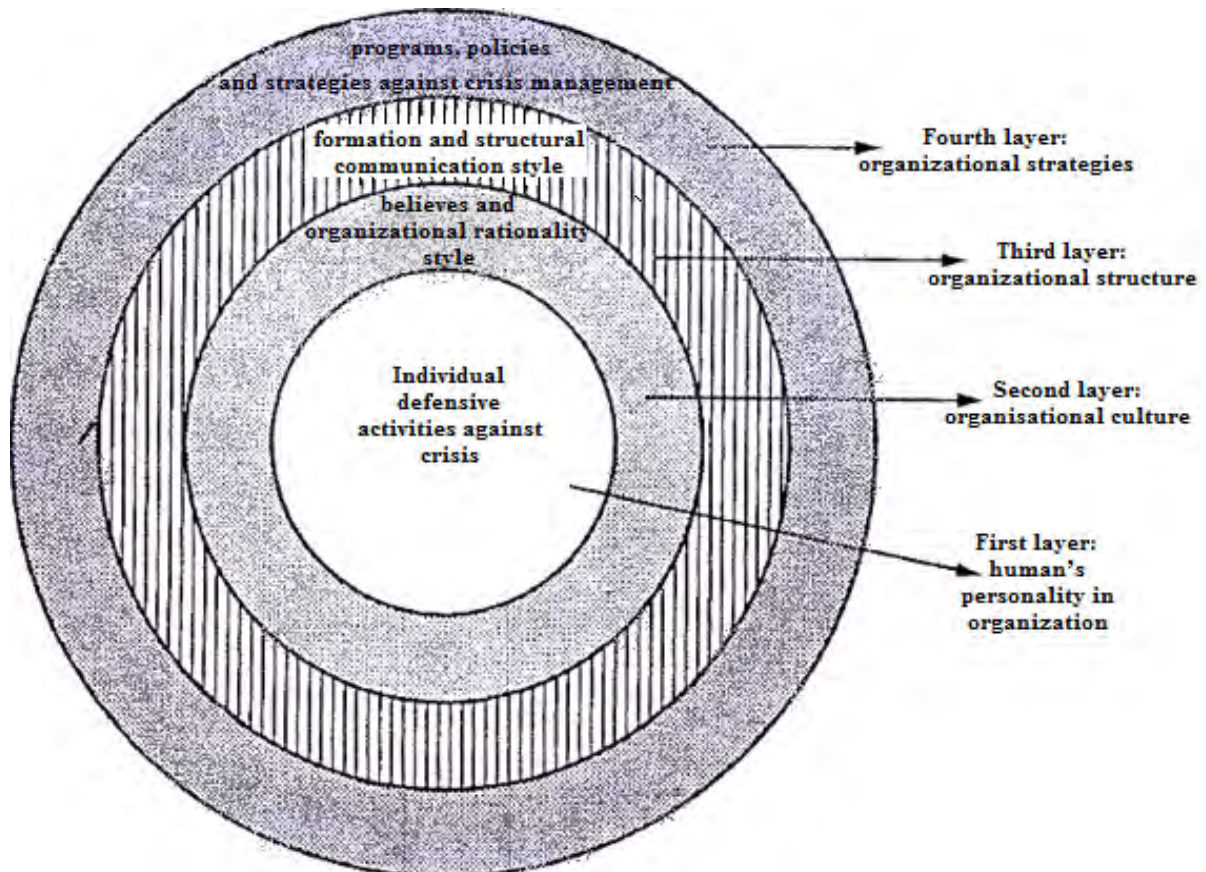 programs, policies
and strategies against crisis management
formation and structural
communication style
believes and
organizational rationality
style
Individual
defensive
activities against
crisis
Fourth layer:
organizational strategies
Third layer:
organizational structure
Second layer:
organisational culture
First layer:
human's
personality in
organization